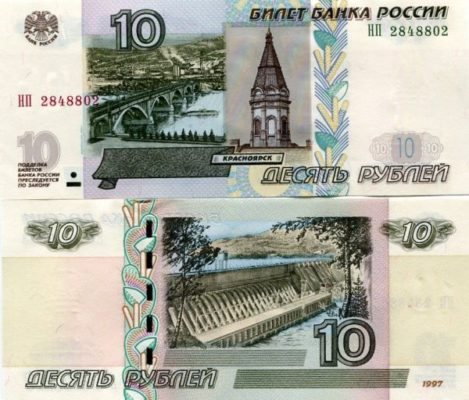 БИЛЕТ БАНКА РОССИИ
10
НП 2848802
НП 2848802
10
ПОДДЕЛКА
БИЛЕТОВ
БАНКА РОССИИ
ПРЕСЛЕДУЕТСЯ
ПО ЗАКОНУ
КРАСНОЯРСК
10
ДЕСЯТЬ РУБЛЕЙ
10
10
10
ДЕСЯТЬ РУБЛЕЙ
1997